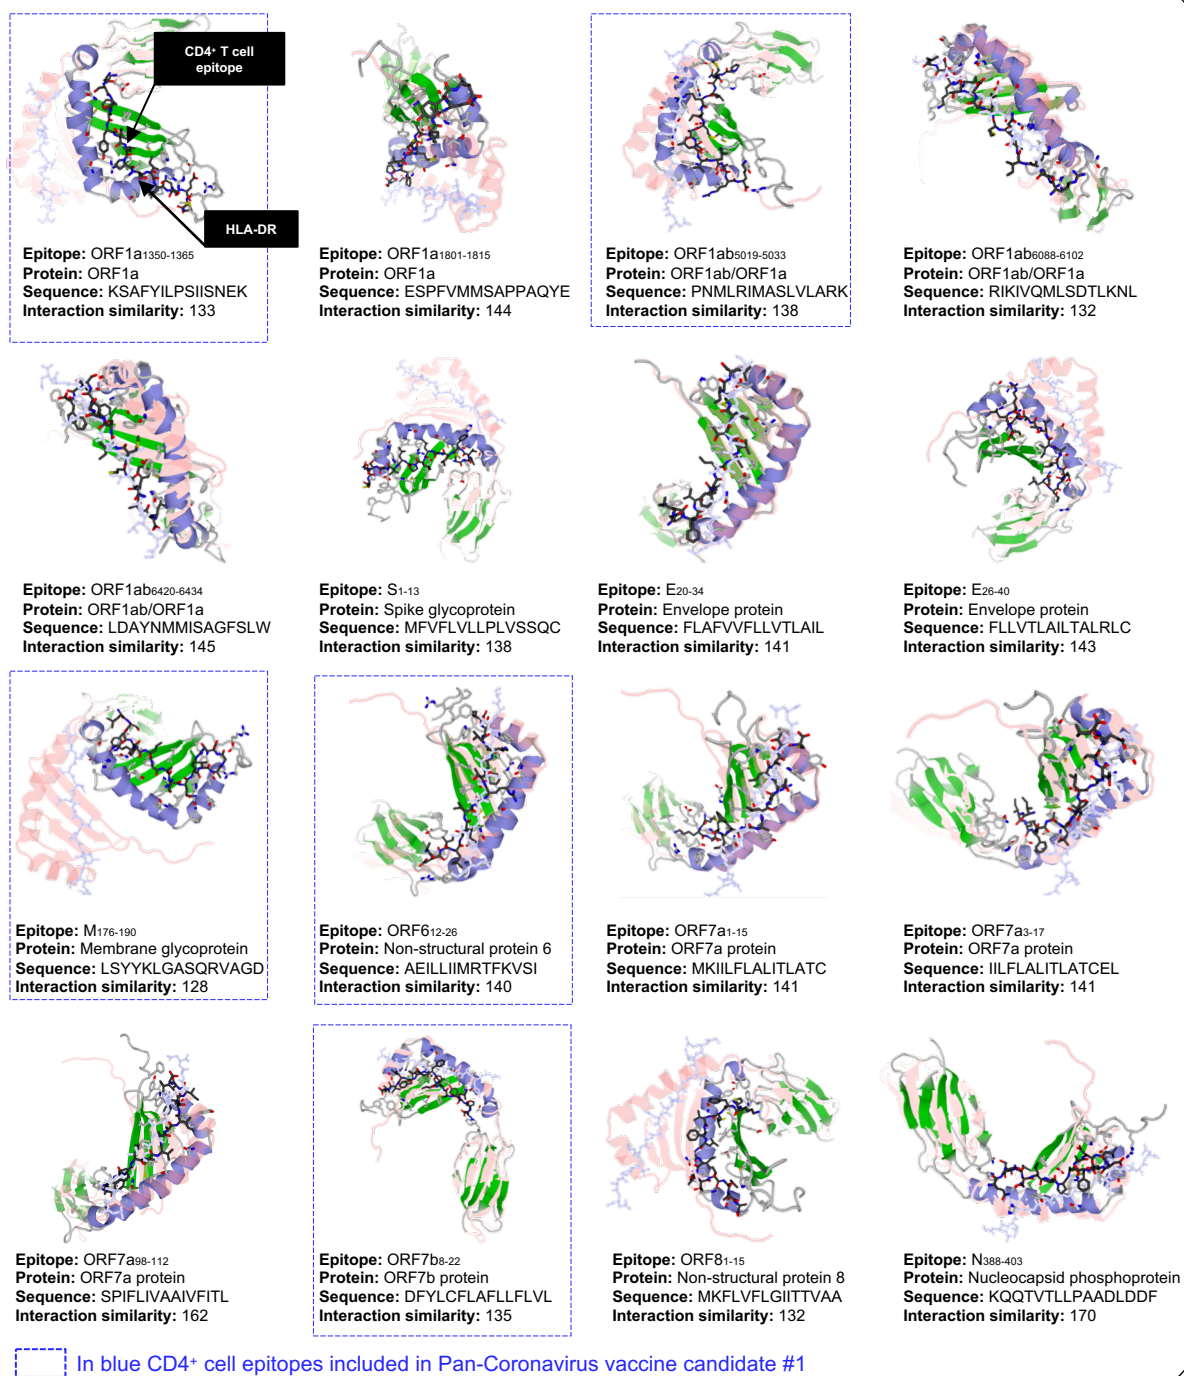 CD4+ T cell
epitope
HLA-DR
Epitope: ORF1a1350-1365
Protein: ORF1a
Sequence: KSAFYILPSIISNEK
Interaction similarity: 133
Epitope: ORF1a1801-1815
Protein: ORF1a
Sequence: ESPFVMMSAPPAQYE
Interaction similarity: 144
Epitope: ORF1ab5019-5033
Protein: ORF1ab/ORF1a
Sequence: PNMLRIMASLVLARK
Interaction similarity: 138
Epitope: ORF1ab6088-6102
Protein: ORF1ab/ORF1a
Sequence: RIKIVQMLSDTLKNL
Interaction similarity: 132
Epitope: ORF1ab6420-6434
Protein: ORF1ab/ORF1a
Sequence: LDAYNMMISAGFSLW
Interaction similarity: 145
Epitope: S1-13
Protein: Spike glycoprotein
Sequence: MFVFLVLLPLVSSQC
Interaction similarity: 138
Epitope: E20-34
Protein: Envelope protein
Sequence: FLAFVVFLLVTLAIL
Interaction similarity: 141
Epitope: E26-40
Protein: Envelope protein
Sequence: FLLVTLAILTALRLC
Interaction similarity: 143
Epitope: M176-190
Protein: Membrane glycoprotein
Sequence: LSYYKLGASQRVAGD
Interaction similarity: 128
Epitope: ORF612-26
Protein: Non-structural protein 6
Sequence: AEILLIIMRTFKVSI
Interaction similarity: 140
Epitope: ORF7a1-15
Protein: ORF7a protein
Sequence: MKIILFLALITLATC
Interaction similarity: 141
Epitope: ORF7a3-17
Protein: ORF7a protein
Sequence: IILFLALITLATCEL
Interaction similarity: 141
Epitope: ORF7a98-112
Protein: ORF7a protein
Sequence: SPIFLIVAAIVFITL
Interaction similarity: 162
Epitope: ORF7b8-22
Protein: ORF7b protein
Sequence: DFYLCFLAFLLFLVL
Interaction similarity: 135
Epitope: ORF81-15
Protein: Non-structural protein 8
Sequence: MKFLVFLGIITTVAA
Interaction similarity: 132
Epitope: N388-403
Protein: Nucleocapsid phosphoprotein
Sequence: KQQTVTLLPAADLDDF
Interaction similarity: 170
In blue CD4+ cell epitopes included in Pan-Coronavirus vaccine candidate #1